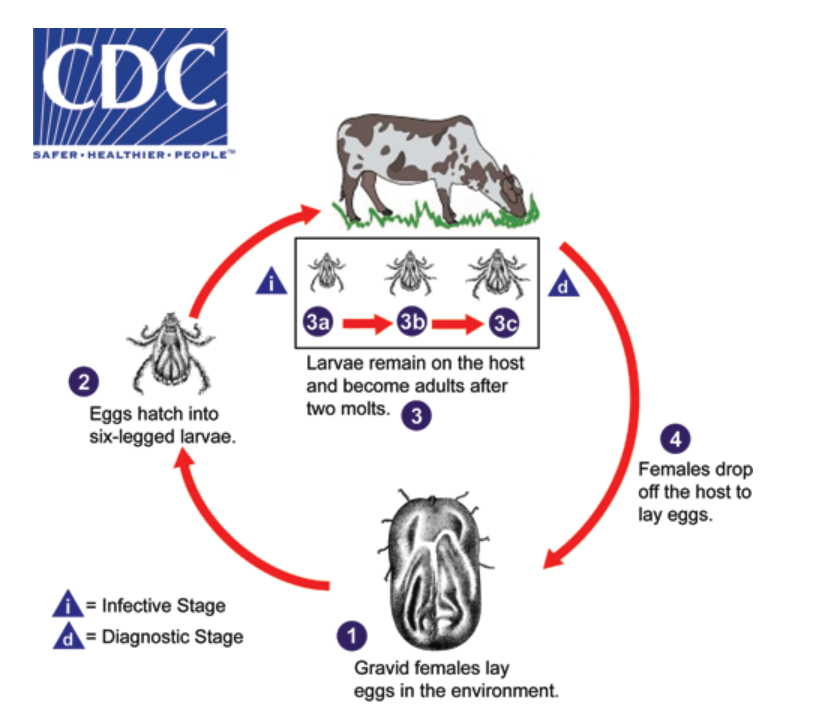 CDC
SAFER • HEALTHIER • PEOPLE™
i
d
3a
3b
3c
Larvae remain on the host
and become adults after
two molts.
3
2
Eggs hatch into
six-legged larvae.
4
Females drop
off the host to
lay eggs.
i = Infective Stage
d = Diagnostic Stage
1
Gravid females lay
eggs in the environment.